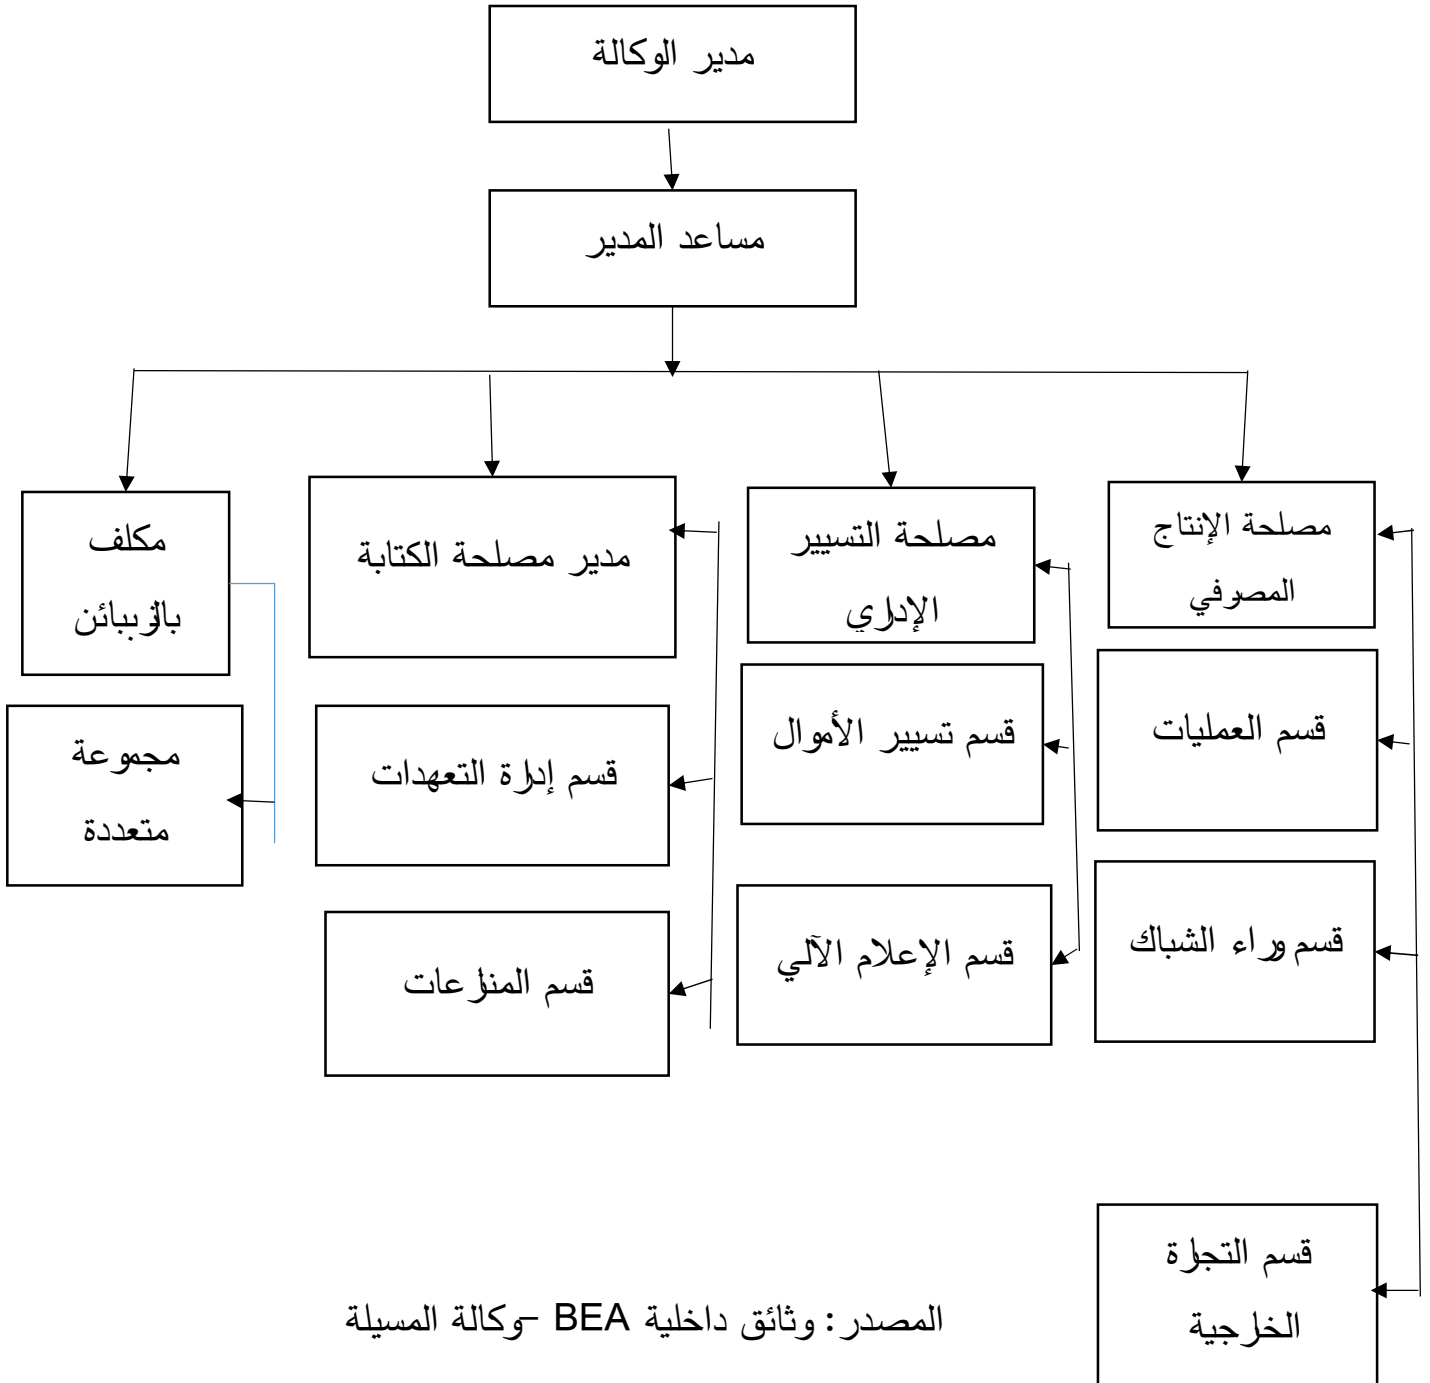 مدير الوكالة
مساعد المدير
مصلحة الإنتاج
المصرفي
مصلحة التسيير
الإداري
مدير مصلحة الكتابة
مكلف
بالزببائن
قسم العمليات
قسم تسيير الأموال
قسم إدارة التعهدات
مجموعة
متعددة
قسم وراء الشباك
قسم الإعلام الآلي
قسم المنازعات
قسم التجارة
الخارجية
المصدر: وثائق داخلية BEA –وكالة المسيلة